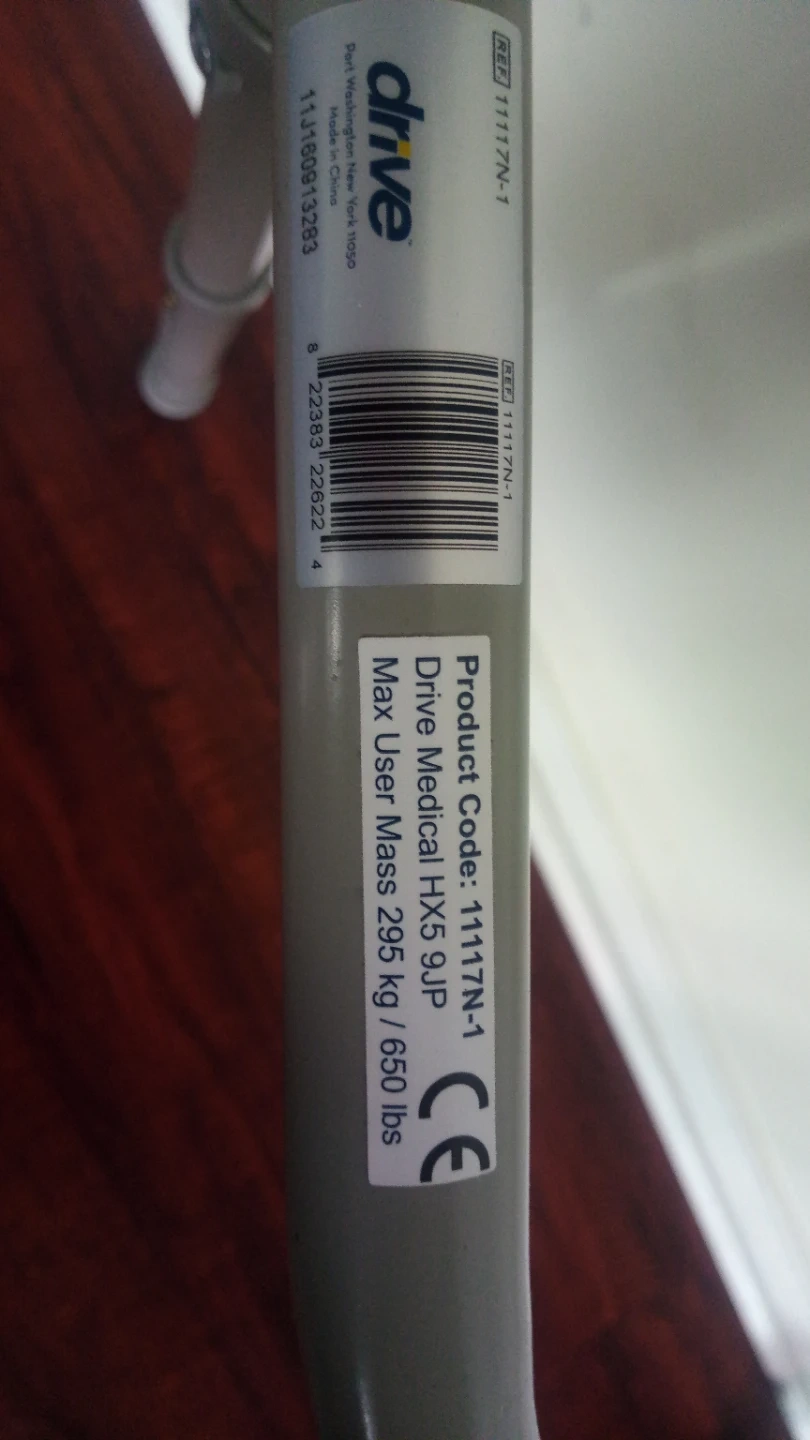 REF 11117N-1
drive
Port Washington New York 11050
Made in China
11J160913283
REF 11117N-1
8 22383 22622 4
Product Code: 11117N-1
Drive Medical HX5 9JP
Max User Mass 295 kg / 650 lbs
CE